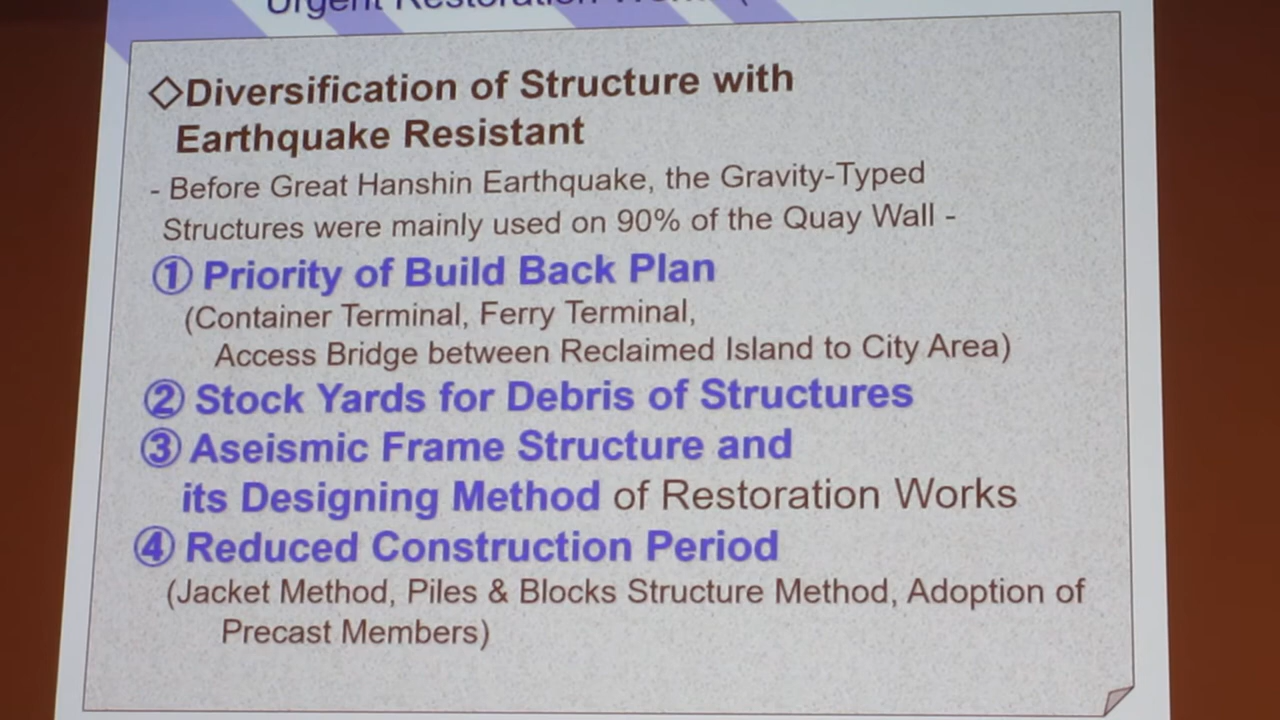 Urgent Restoration
◇Diversification of Structure with
Earthquake Resistant
- Before Great Hanshin Earthquake, the Gravity-Typed
Structures were mainly used on 90% of the Quay Wall -
① Priority of Build Back Plan
(Container Terminal, Ferry Terminal,
Access Bridge between Reclaimed Island to City Area)
② Stock Yards for Debris of Structures
③ Aseismic Frame Structure and
its Designing Method of Restoration Works
④ Reduced Construction Period
(Jacket Method, Piles & Blocks Structure Method, Adoption of
Precast Members)